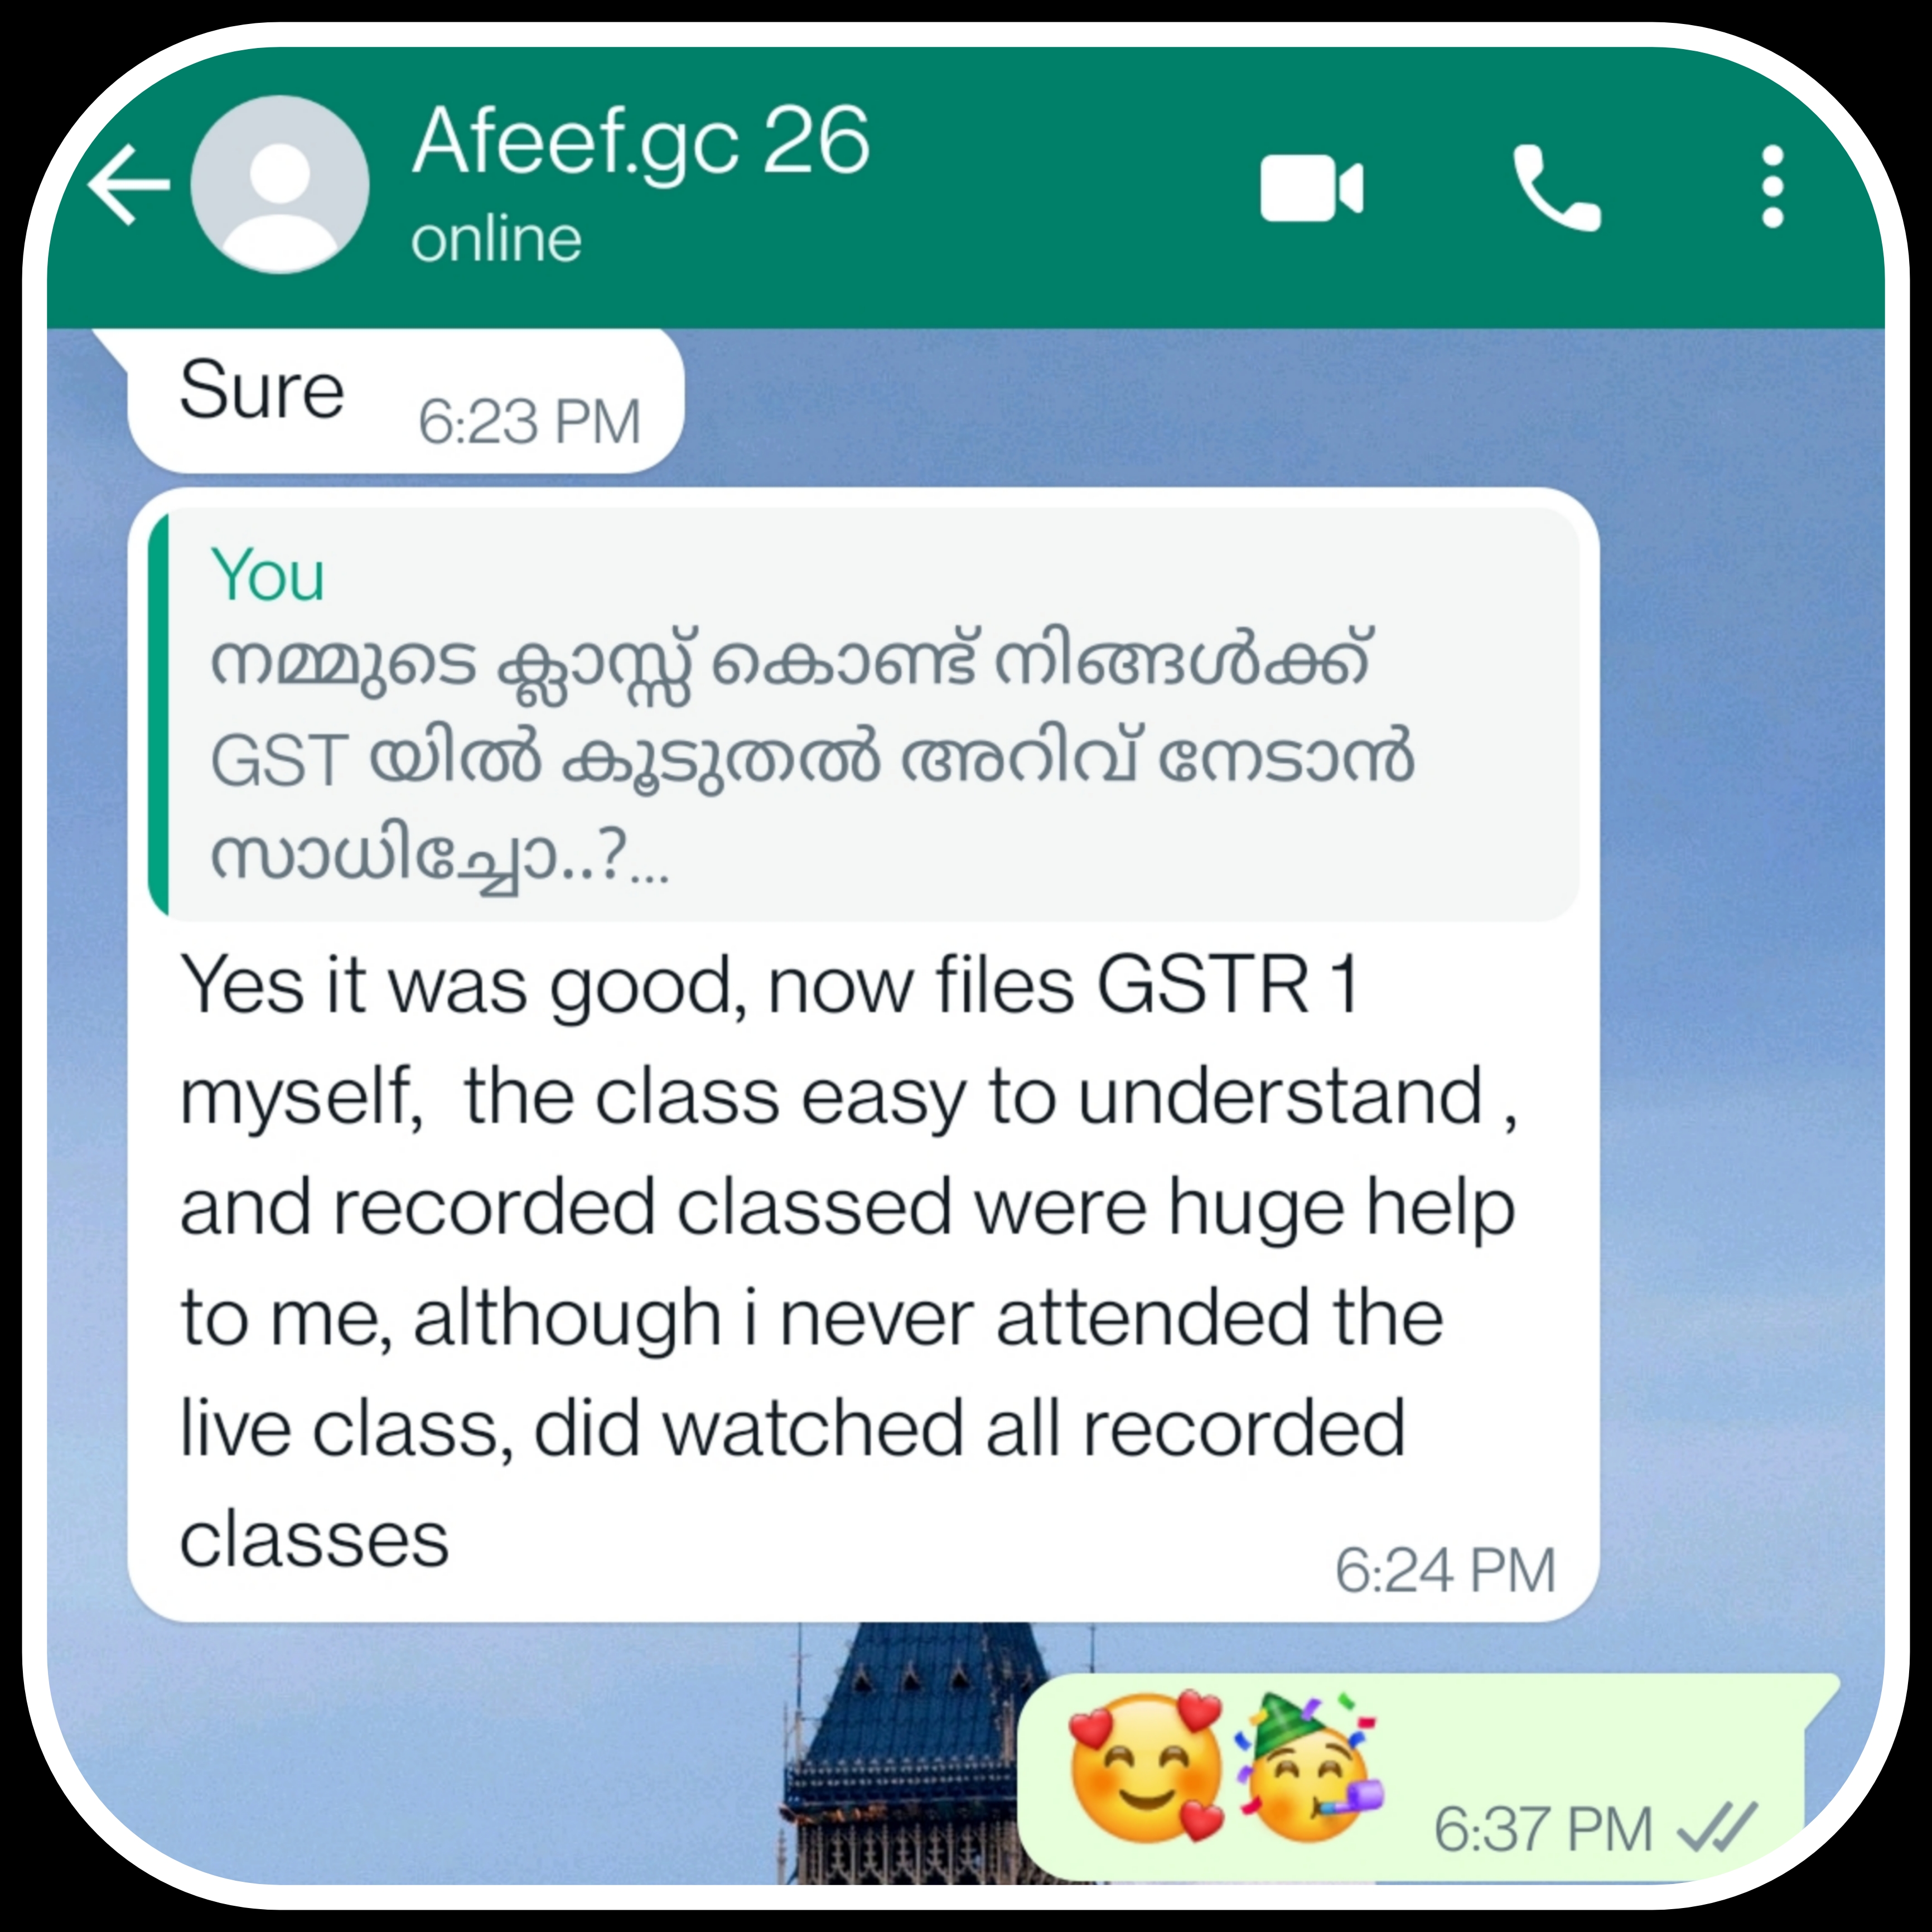 Afeef.gc 26
online
Sure
6:23 PM
You
നമ്മുടെ ക്ലാസ്സ് കൊണ്ട് നിങ്ങൾക്ക്
GST യിൽ കൂടുതൽ അറിവ് നേടാൻ
സാധിച്ചോ..?...
Yes it was good, now files GSTR 1
myself,  the class easy to understand ,
and recorded classed were huge help
to me, although i never attended the
live class, did watched all recorded
classes
6:24 PM
🥰🥳
6:37 PM